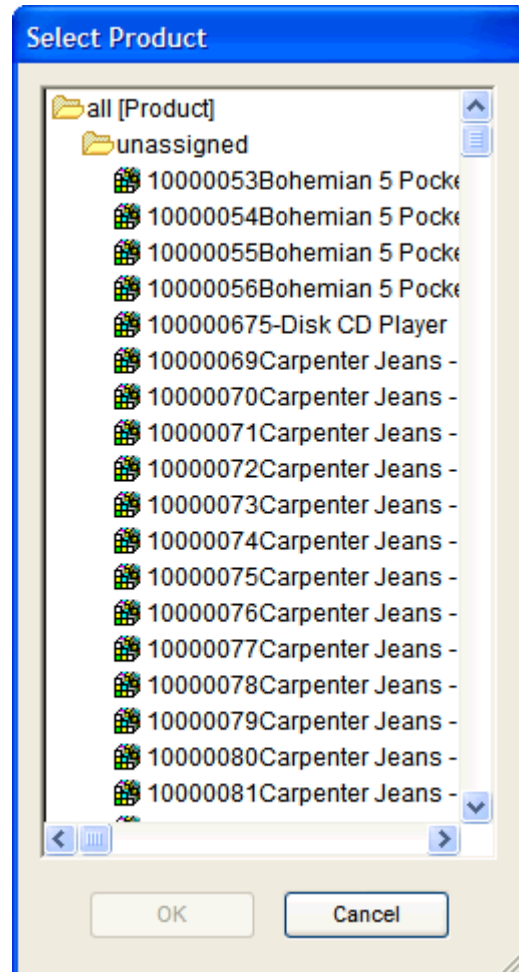 Select Product
all [Product]
unassigned
10000053Bohemian 5 Pocke
10000054Bohemian 5 Pocke
10000055Bohemian 5 Pocke
10000056Bohemian 5 Pocke
100000675-Disk CD Player
10000069Carpenter Jeans -
10000070Carpenter Jeans -
10000071Carpenter Jeans -
10000072Carpenter Jeans -
10000073Carpenter Jeans -
10000074Carpenter Jeans -
10000075Carpenter Jeans -
10000076Carpenter Jeans -
10000077Carpenter Jeans -
10000078Carpenter Jeans -
10000079Carpenter Jeans -
10000080Carpenter Jeans -
10000081Carpenter Jeans -
OK
Cancel